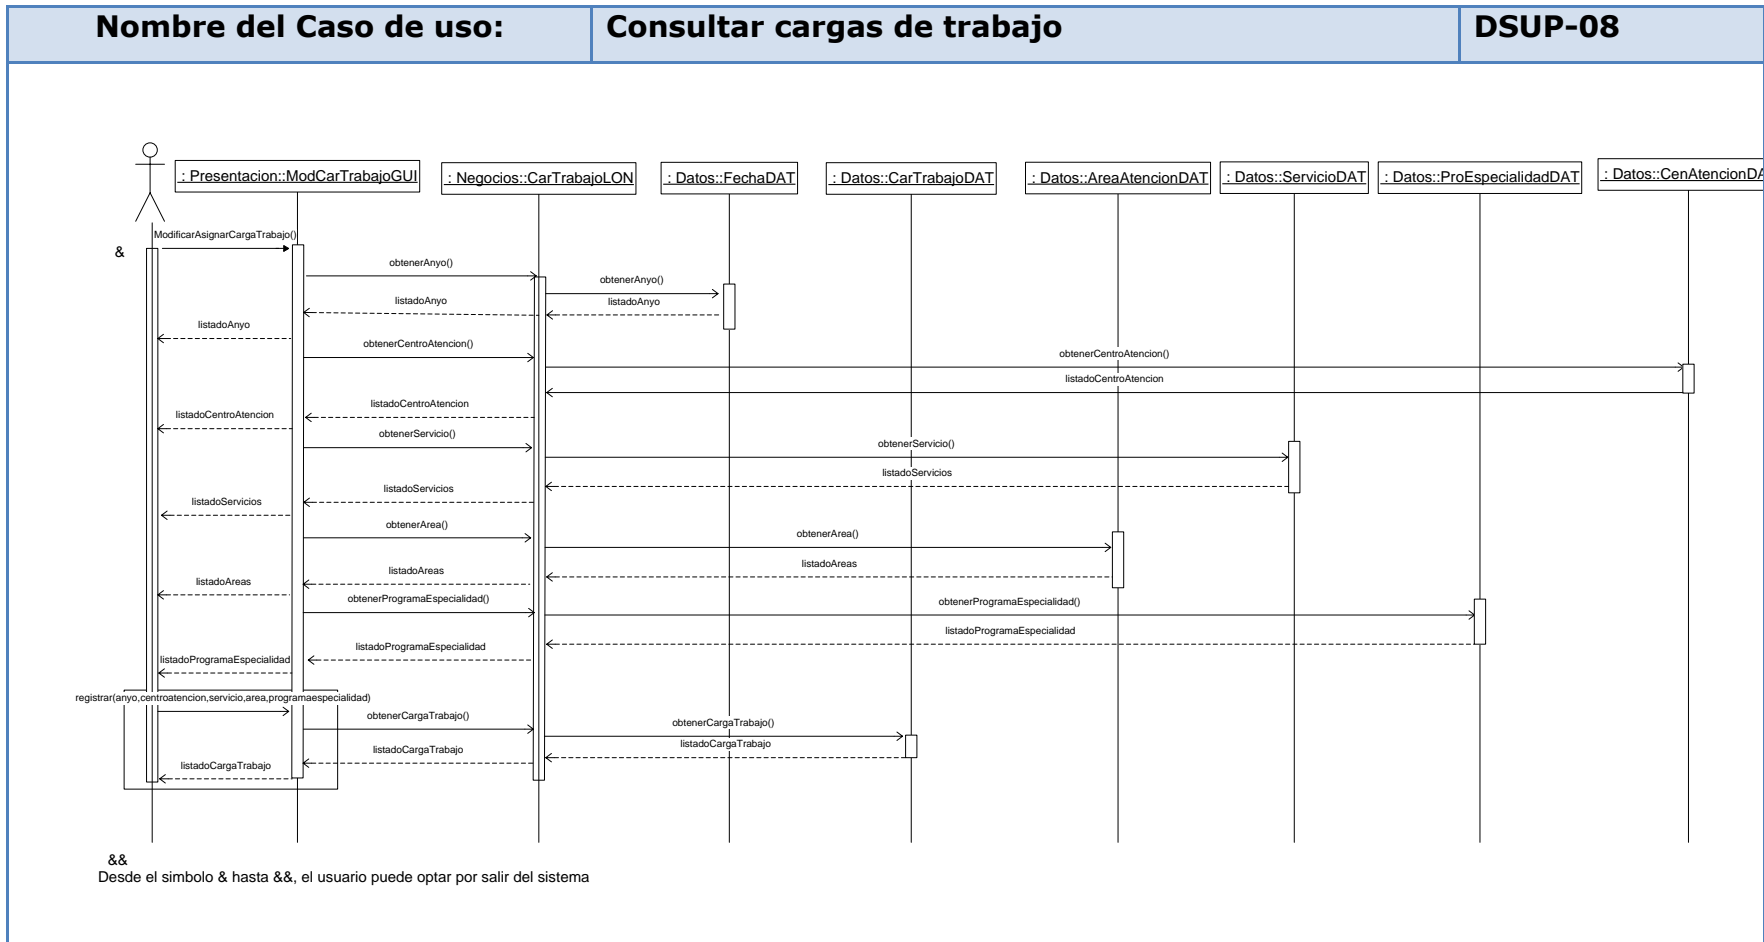 Nombre del Caso de uso: Consultar cargas de trabajo DSUP-08
: Presentacion::ModCarTrabajoGUI : Negocios::CarTrabajoLON : Datos::FechaDAT : Datos::CarTrabajoDAT : Datos::AreaAtencionDAT : Datos::ServicioDAT : Datos::ProEspecialidadDAT : Datos::CenAtencionDA
ModificarAsignarCargaTrabajo()
&
obtenerAnyo()
obtenerAnyo()
listadoAnyo
listadoAnyo
listadoAnyo
obtenerCentroAtencion()
obtenerCentroAtencion()
listadoCentroAtencion
listadoCentroAtencion
listadoCentroAtencion
obtenerServicio()
obtenerServicio()
listadoServicios
listadoServicios
listadoServicios
obtenerArea()
obtenerArea()
listadoAreas
listadoAreas
listadoAreas
obtenerProgramaEspecialidad()
obtenerProgramaEspecialidad()
listadoProgramaEspecialidad
listadoProgramaEspecialidad
listadoProgramaEspecialidad
registrar(anyo,centroatencion,servicio,area,programaespecialidad)
obtenerCargaTrabajo()
obtenerCargaTrabajo()
listadoCargaTrabajo
listadoCargaTrabajo
listadoCargaTrabajo
&&
Desde el simbolo & hasta &&, el usuario puede optar por salir del sistema